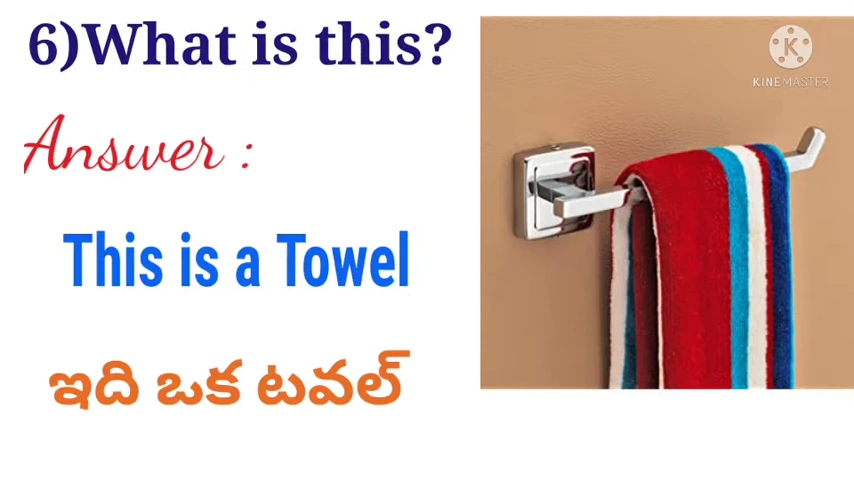 6)What is this?
Answer :
This is a Towel
ఇది ఒక టవల్
K
KINEMASTER